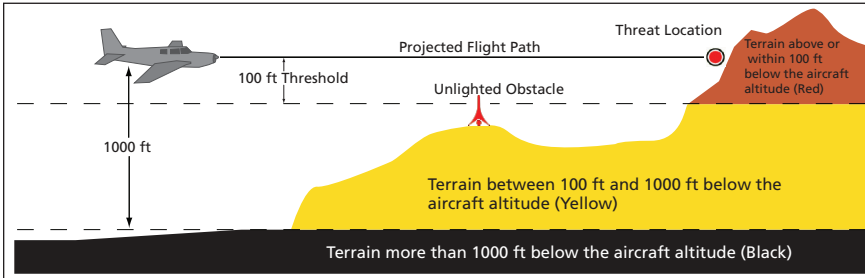 Threat Location
Projected Flight Path
Terrain above or
within 100 ft
below the aircraft
altitude (Red)
100 ft Threshold
Unlighted Obstacle
1000 ft
Terrain between 100 ft and 1000 ft below the
aircraft altitude (Yellow)
Terrain more than 1000 ft below the aircraft altitude (Black)